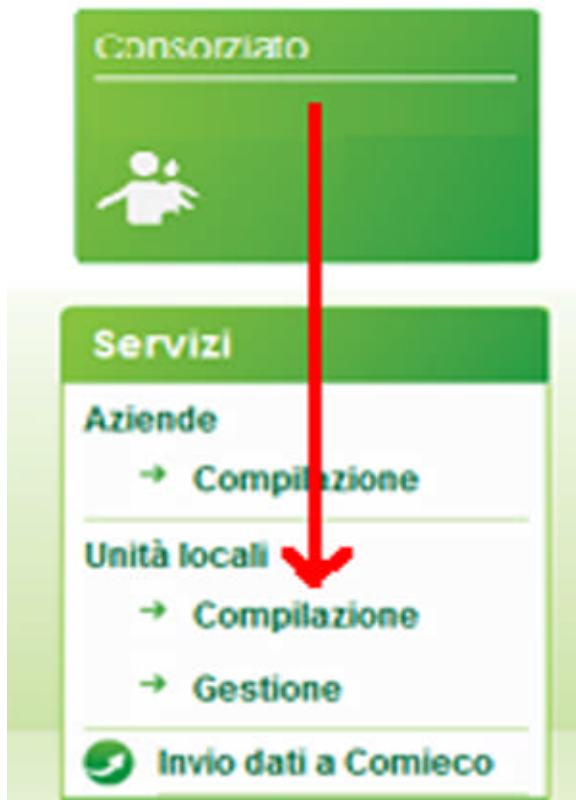 Consorziato
Servizi
Aziende
Compilazione
Unità locali
Compilazione
Gestione
Invio dati a Comieco